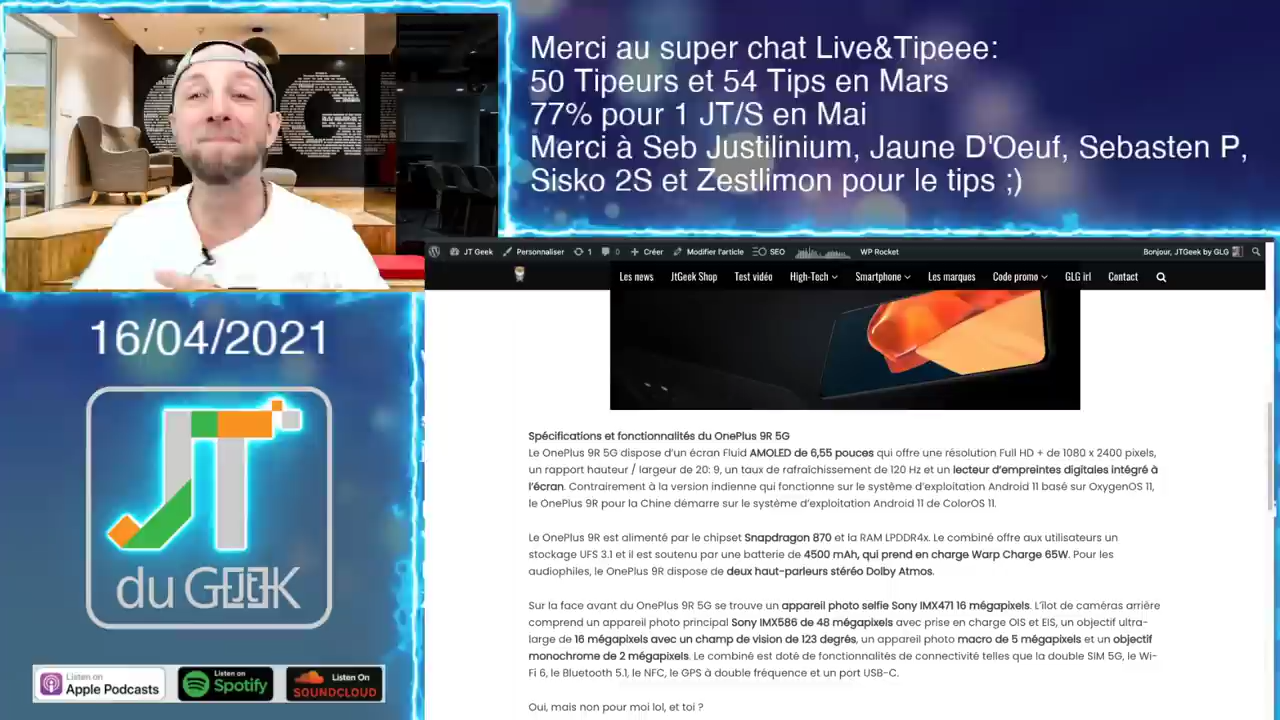 Merci au super chat Live&Tipeee:
50 Tipeurs et 54 Tips en Mars
77% pour 1 JT/S en Mai
Merci à Seb Justilinium, Jaune D'Oeuf, Sebasten P,
Sisko 2S et Zestlimon pour le tips ;)
JT Geek Personnaliser 1 0 Créer Modifier l'article SEO WP Rocket Bonjour, JTGeek by GLG
Les news JtGeek Shop Test vidéo High-Tech Smartphone Les marques Code promo GLG irl Contact
16/04/2021
JT
du GEEK
Listen on
Apple Podcasts
Listen on
Spotify
Listen On
SOUNDCLOUD
Spécifications et fonctionnalités du OnePlus 9R 5G
Le OnePlus 9R 5G dispose d'un écran Fluid AMOLED de 6,55 pouces qui offre une résolution Full HD + de 1080 x 2400 pixels,
un rapport hauteur / largeur de 20: 9, un taux de rafraîchissement de 120 Hz et un lecteur d'empreintes digitales intégré à
l'écran. Contrairement à la version indienne qui fonctionne sur le système d'exploitation Android 11 basé sur OxygenOS 11,
le OnePlus 9R pour la Chine démarre sur le système d'exploitation Android 11 de ColorOS 11.
Le OnePlus 9R est alimenté par le chipset Snapdragon 870 et la RAM LPDDR4x. Le combiné offre aux utilisateurs un
stockage UFS 3.1 et il est soutenu par une batterie de 4500 mAh, qui prend en charge Warp Charge 65W. Pour les
audiophiles, le OnePlus 9R dispose de deux haut-parleurs stéréo Dolby Atmos.
Sur la face avant du OnePlus 9R 5G se trouve un appareil photo selfie Sony IMX471 16 mégapixels. L'îlot de caméras arrière
comprend un appareil photo principal Sony IMX586 de 48 mégapixels avec prise en charge OIS et EIS, un objectif ultra-
large de 16 mégapixels avec un champ de vision de 123 degrés, un appareil photo macro de 5 mégapixels et un objectif
monochrome de 2 mégapixels. Le combiné est doté de fonctionnalités de connectivité telles que la double SIM 5G, le Wi-
Fi 6, le Bluetooth 5.1, le NFC, le GPS à double fréquence et un port USB-C.
Oui, mais non pour moi lol, et toi ?